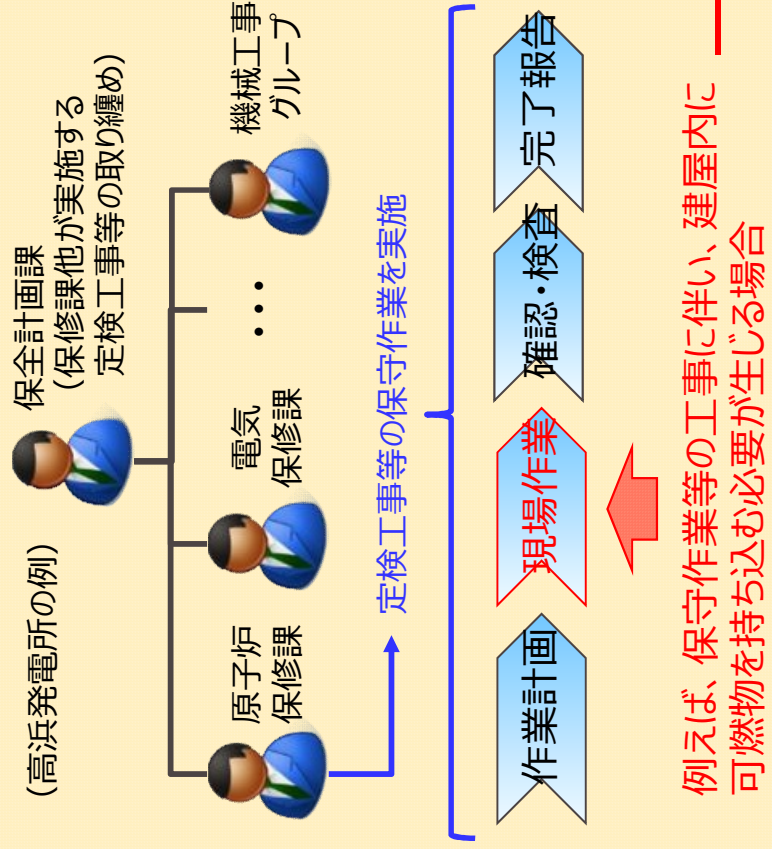 (高浜発電所の例)
保全計画課
(保修課他が実施する
定検工事等の取り纏め)
原子炉
保修課
電気
保修課
・・・
機械工事
グループ
定検工事等の保守作業を実施
作業計画
現場作業
確認・検査
完了報告
例えば、保守作業等の工事に伴い、建屋内に
可燃物を持ち込む必要が生じる場合